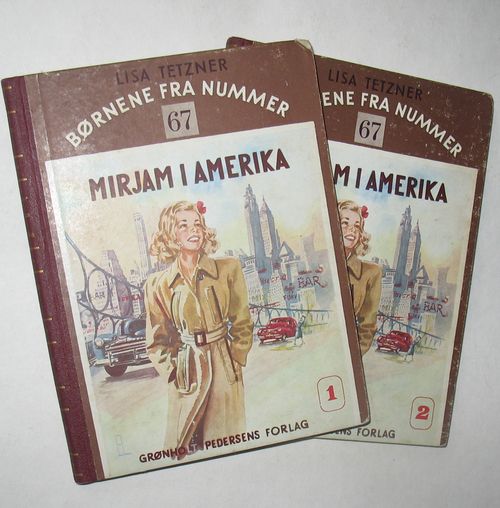 LISA TETZNER
BØRNENE FRA NUMMER
67
MIRJAM I AMERIKA
BAR
1
GRØNHOLT PEDERSENS FORLAG
LISA TETZNER
ENE FRA NUMMER
67
M I AMERIKA
BAR
BAR
2
SENS FORLAG